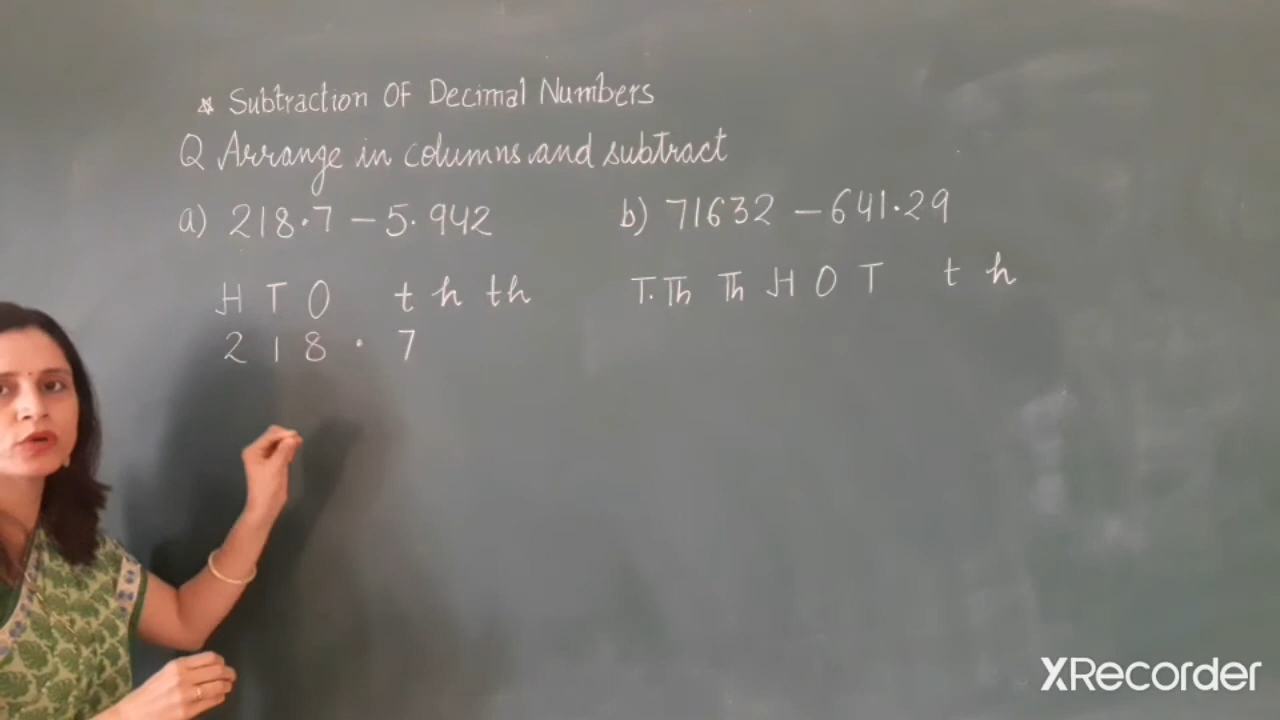 * Subtraction OF Decimal Numbers
Q Arrange in columns and subtract
a) 218.7 – 5.942
b) 71632 – 641.29
H T O t h th
2 1 8 . 7
T.Th Th H O T t h
XRecorder